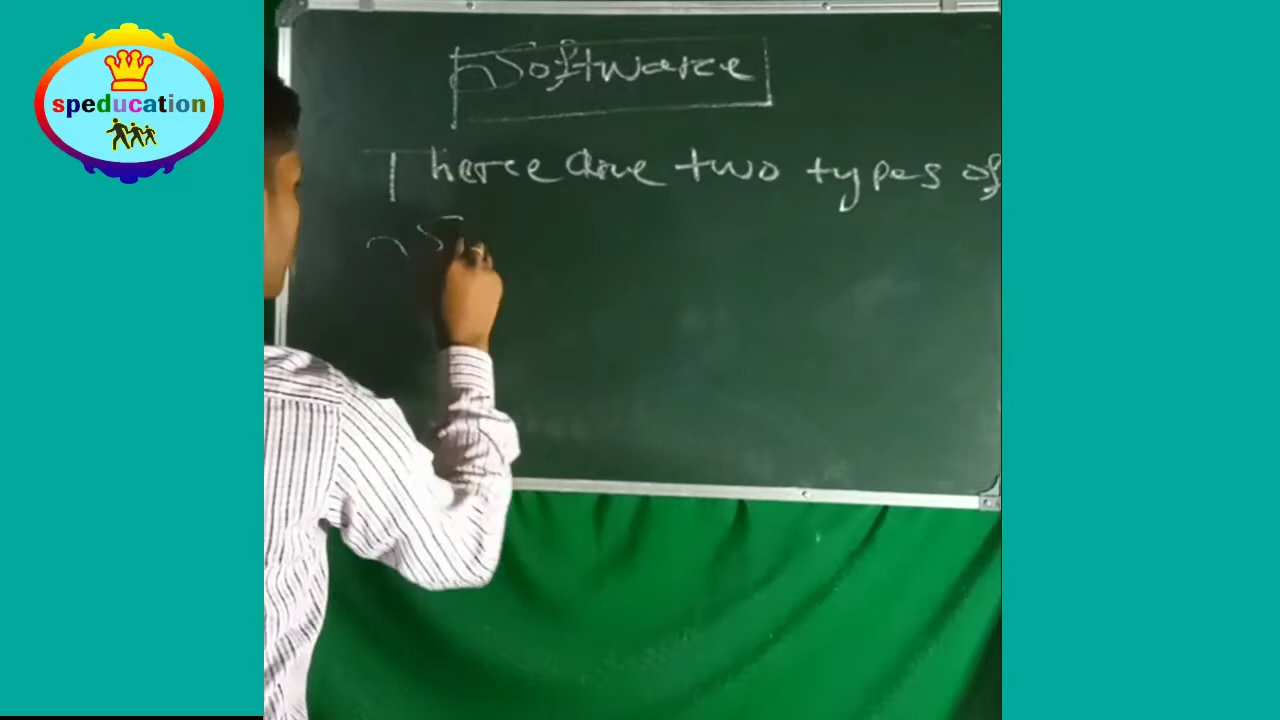 speducation
Software
There are two types of
S